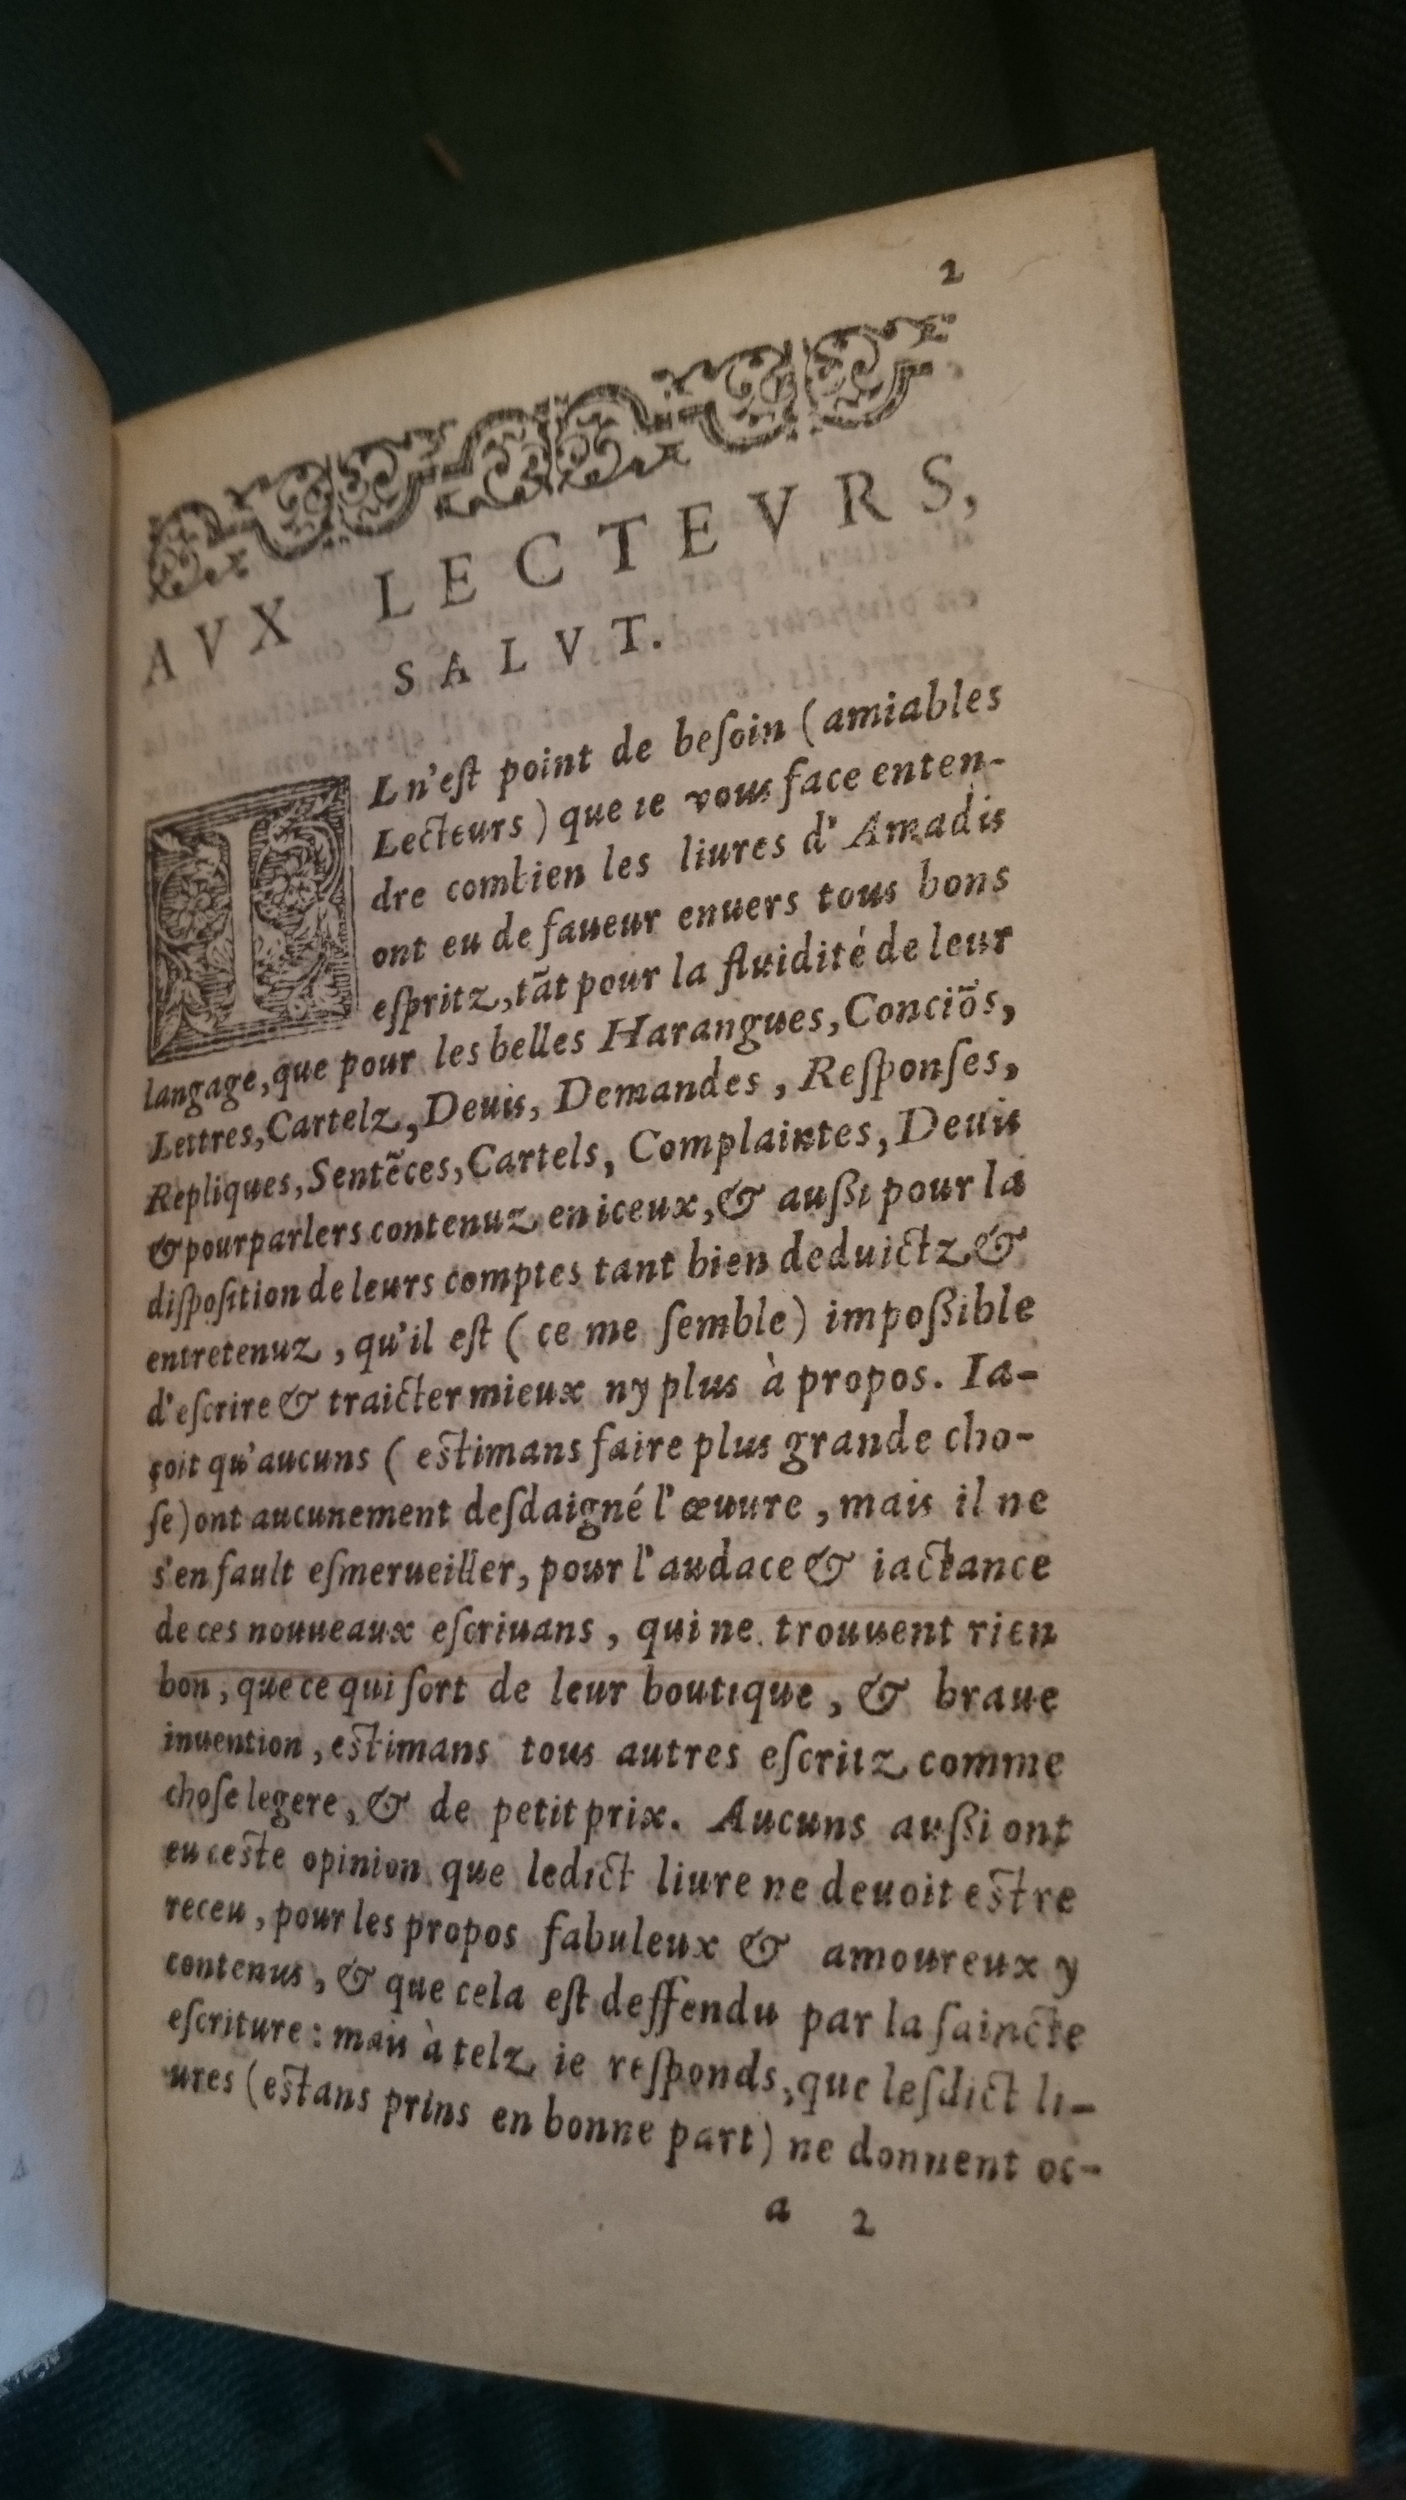 2
AVX LECTEVRS,
SALVT.
IL n'eſt point de beſoin (amiables
Lecteurs) que ie vous face enten-
dre combien les liures d'Amadis
ont eu de faueur enuers tous bons
eſpritz, tãt pour la fluidité de leur
langage, que pour les belles Harangues, Conciõs,
Lettres, Cartelz, Deuis, Demandes, Reſponſes,
Repliques, Sentẽces, Cartels, Complaintes, Deuis
& pourparlers contenuz en iceux, & außi pour la
diſpoſition de leurs comptes tant bien deduictz &
entretenuz, qu'il eſt (ce me ſemble) impoßible
d'eſcrire & traicter mieux ny plus à propos. Ia-
çoit qu'aucuns (eſtimans faire plus grande cho-
ſe) ont aucunement deſdaigné l'œuure, mais il ne
s'en fault eſmerueiller, pour l'audace & iactance
de ces nouueaux eſcriuans, qui ne trouuent rien
bon, que ce qui ſort de leur boutique, & braue
inuention, eſtimans tous autres eſcritz comme
choſe legere, & de petit prix. Aucuns außi ont
eu ceſte opinion que ledict liure ne deuoit eſtre
receu, pour les propos fabuleux & amoureux y
contenus, & que cela eſt deffendu par la ſaincte
eſcriture: mais à telz ie reſponds, que leſdict li-
ures (eſtans prins en bonne part) ne donnent oc-
a 2